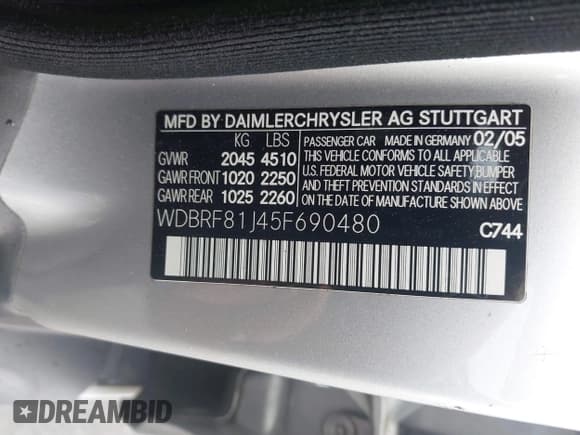 MFD BY DAIMLERCHRYSLER AG STUTTGART
KG LBS
GVWR 2045 4510
GAWR FRONT 1020 2250
GAWR REAR 1025 2260
PASSENGER CAR MADE IN GERMANY 02/05
THIS VEHICLE CONFORMS TO ALL APPLICABLE
U.S. FEDERAL MOTOR VEHICLE SAFETY, BUMPER
AND THEFT PREVENTION STANDARDS IN
EFFECT ON THE DATE OF MANUFACTURE
SHOWN ABOVE.
WDBRF81J45F690480
C744
DREAMBID